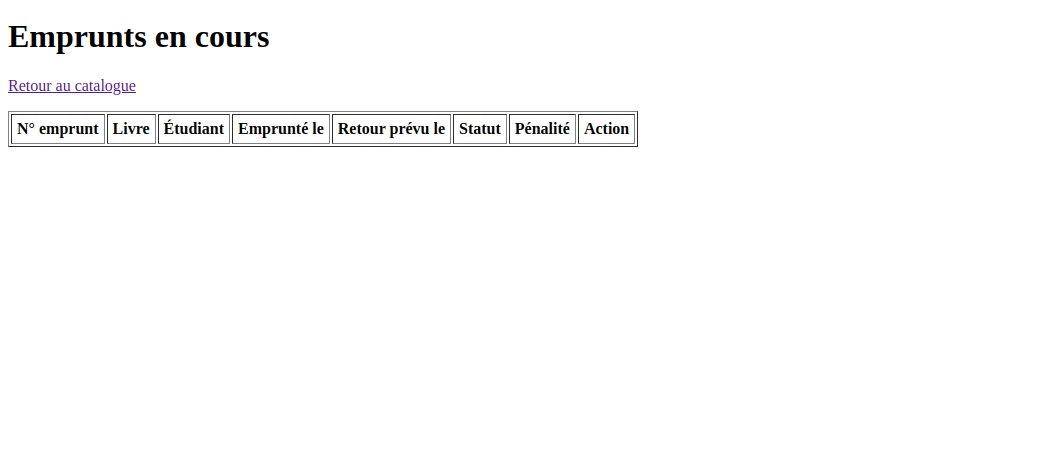 Emprunts en cours
Retour au catalogue
N° emprunt Livre Étudiant Emprunté le Retour prévu le Statut Pénalité Action